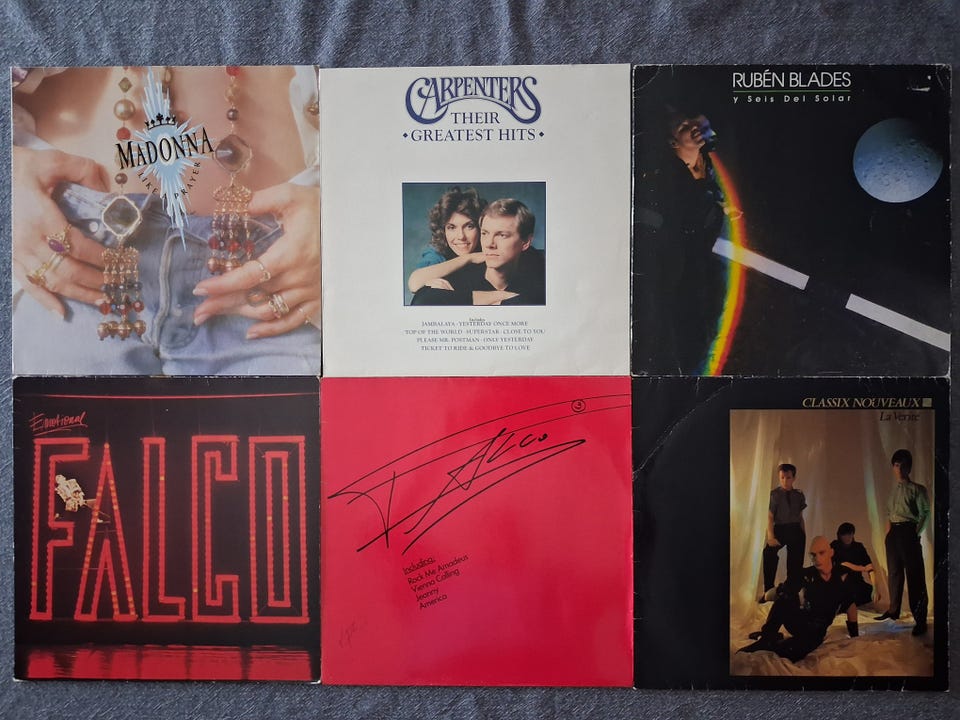 MADONNA
LIKE A PRAYER
CARPENTERS
THEIR
• GREATEST HITS •
Includes
JAMBALAYA · YESTERDAY ONCE MORE
TOP OF THE WORLD · SUPERSTAR · CLOSE TO YOU
PLEASE MR. POSTMAN · ONLY YESTERDAY
TICKET TO RIDE & GOODBYE TO LOVE
RUBÉN BLADES
y Seis Del Solar
Emotional
FALCO
3
FALCO
Including:
Rock Me Amadeus
Vienna Calling
Jeanny
America
CLASSIX NOUVEAUX
La Verité